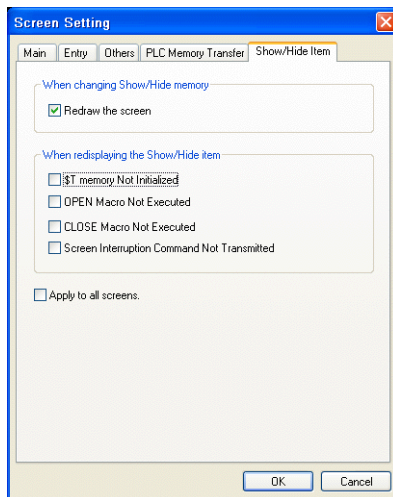 Screen Setting
Main Entry Others PLC Memory Transfer Show/Hide Item
When changing Show/Hide memory
Redraw the screen
When redisplaying the Show/Hide item
$T memory Not Initialized
OPEN Macro Not Executed
CLOSE Macro Not Executed
Screen Interruption Command Not Transmitted
Apply to all screens.
OK Cancel